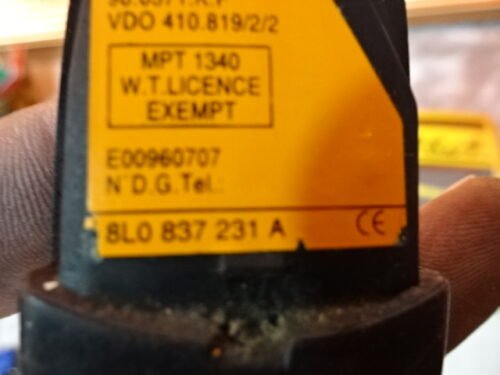 VDO 410.819/2/2
MPT 1340
W.T.LICENCE
EXEMPT
E00960707
N°D.G.Tel.:
8L0 837 231 A CE